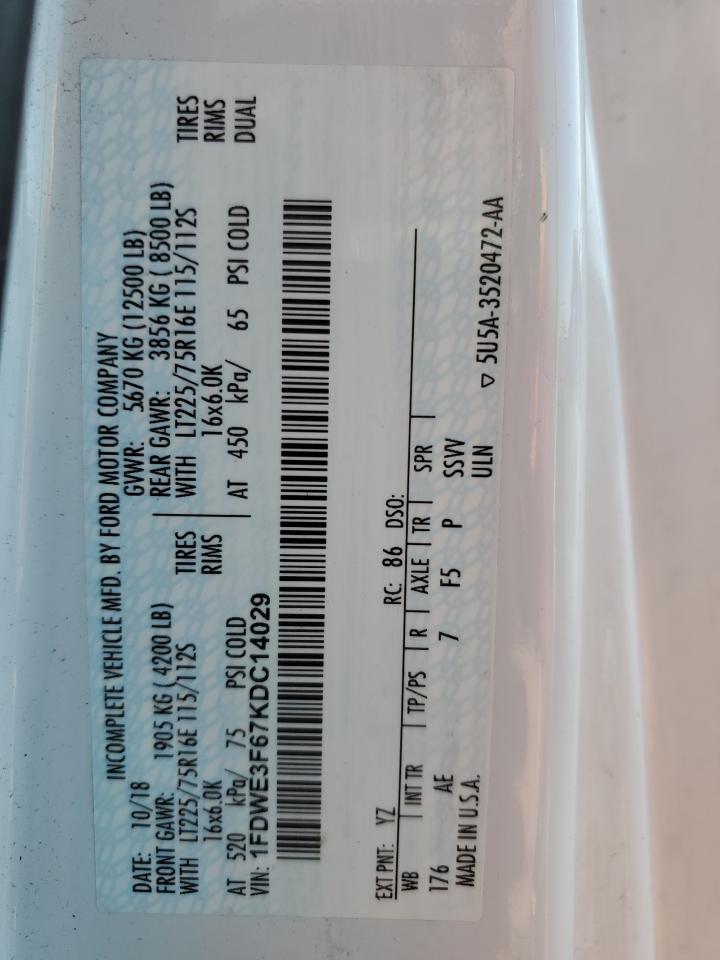 INCOMPLETE VEHICLE MFD. BY FORD MOTOR COMPANY
DATE: 10/18 GVWR: 5670 KG (12500 LB)
FRONT GAWR: 1905 KG ( 4200 LB) REAR GAWR: 3856 KG ( 8500 LB)
WITH LT225/75R16E 115/112S TIRES WITH LT225/75R16E 115/112S TIRES
16x6.0K RIMS 16x6.0K RIMS
AT 520 kPa/ 75 PSI COLD AT 450 kPa/ 65 PSI COLD DUAL
VIN: 1FDWE3F67KDC14029
EXT PNT: YZ RC: 86 DSO:
WB | INT TR | TP/PS | R | AXLE | TR | SPR |
176 AE 7 F5 P SSVV
MADE IN U.S.A. ULN
▽ 5U5A-3520472-AA